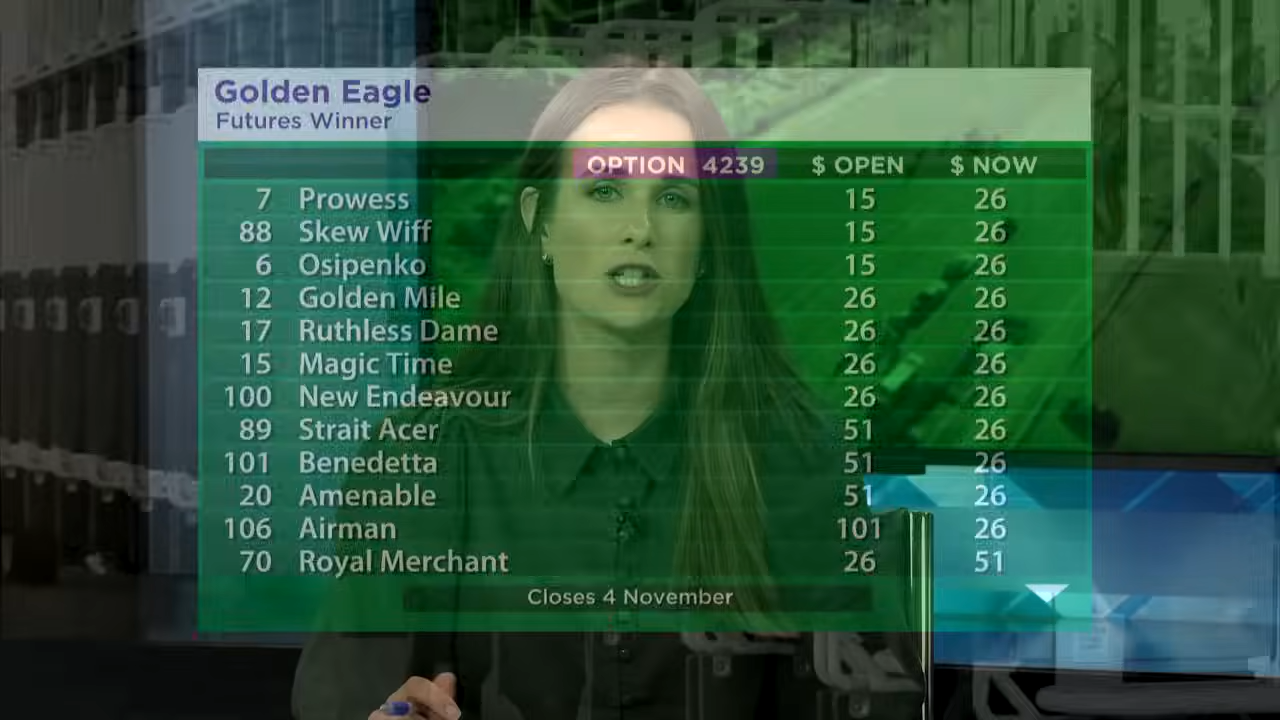 Golden Eagle
Futures Winner
OPTION 4239 $ OPEN $ NOW
7 Prowess 15 26
88 Skew Wiff 15 26
6 Osipenko 15 26
12 Golden Mile 26 26
17 Ruthless Dame 26 26
15 Magic Time 26 26
100 New Endeavour 26 26
89 Strait Acer 51 26
101 Benedetta 51 26
20 Amenable 51 26
106 Airman 101 26
70 Royal Merchant 26 51
Closes 4 November